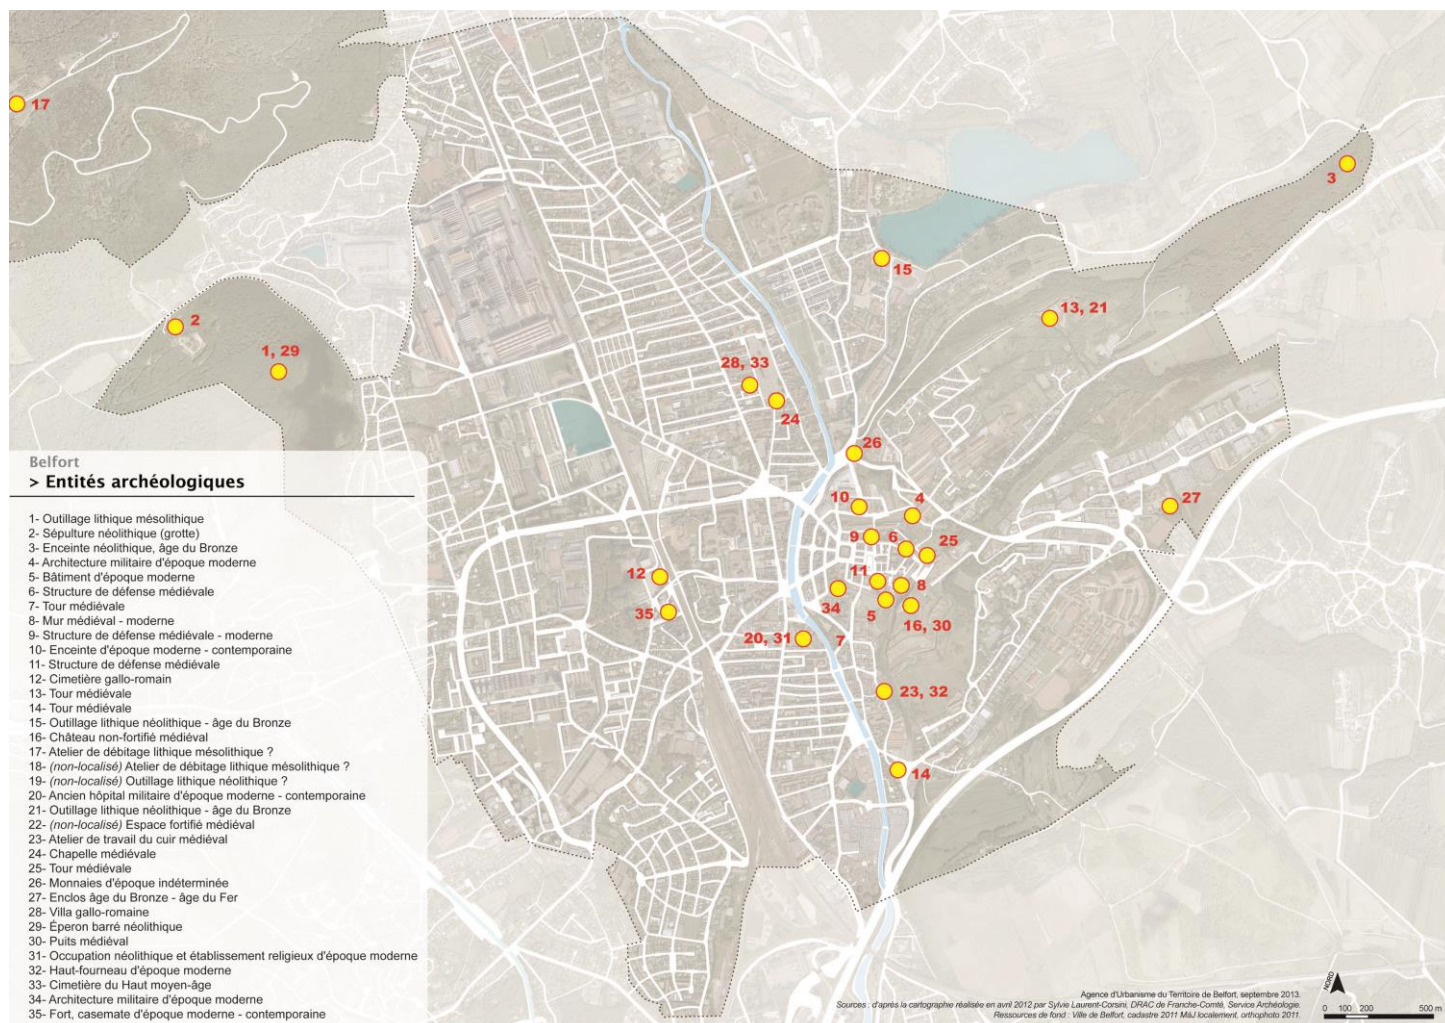 17
3
15
13, 21
2
1, 29
28, 33
24
26
10
4
27
9
6
25
12
11
8
34
5
35
16, 30
20, 31
7
23, 32
14
Belfort
> Entités archéologiques
1- Outillage lithique mésolithique
2- Sépulture néolithique (grotte)
3- Enceinte néolithique, âge du Bronze
4- Architecture militaire d'époque moderne
5- Bâtiment d'époque moderne
6- Structure de défense médiévale
7- Tour médiévale
8- Mur médiéval - moderne
9- Structure de défense médiévale - moderne
10- Enceinte d'époque moderne - contemporaine
11- Structure de défense médiévale
12- Cimetière gallo-romain
13- Tour médiévale
14- Tour médiévale
15- Outillage lithique néolithique - âge du Bronze
16- Château non-fortifié médiéval
17- Atelier de débitage lithique mésolithique ?
18- (non-localisé) Atelier de débitage lithique mésolithique ?
19- (non-localisé) Outillage lithique néolithique ?
20- Ancien hôpital militaire d'époque moderne - contemporaine
21- Outillage lithique néolithique - âge du Bronze
22- (non-localisé) Espace fortifié médiéval
23- Atelier de travail du cuir médiéval
24- Chapelle médiévale
25- Tour médiévale
26- Monnaies d'époque indéterminée
27- Enclos âge du Bronze - âge du Fer
28- Villa gallo-romaine
29- Éperon barré néolithique
30- Puits médiéval
31- Occupation néolithique et établissement religieux d'époque moderne
32- Haut-fourneau d'époque moderne
33- Cimetière du Haut moyen-âge
34- Architecture militaire d'époque moderne
35- Fort, casemate d'époque moderne - contemporaine
NORD
Agence d'Urbanisme du Territoire de Belfort, septembre 2013.
Sources : d'après la cartographie réalisée en avril 2012 par Sylvie Laurent-Corsini, DRAC de Franche-Comté, Service Archéologie.
Ressources de fond : Ville de Belfort, cadastre 2011 MàJ localement, orthophoto 2011.
0 100 200 500 m